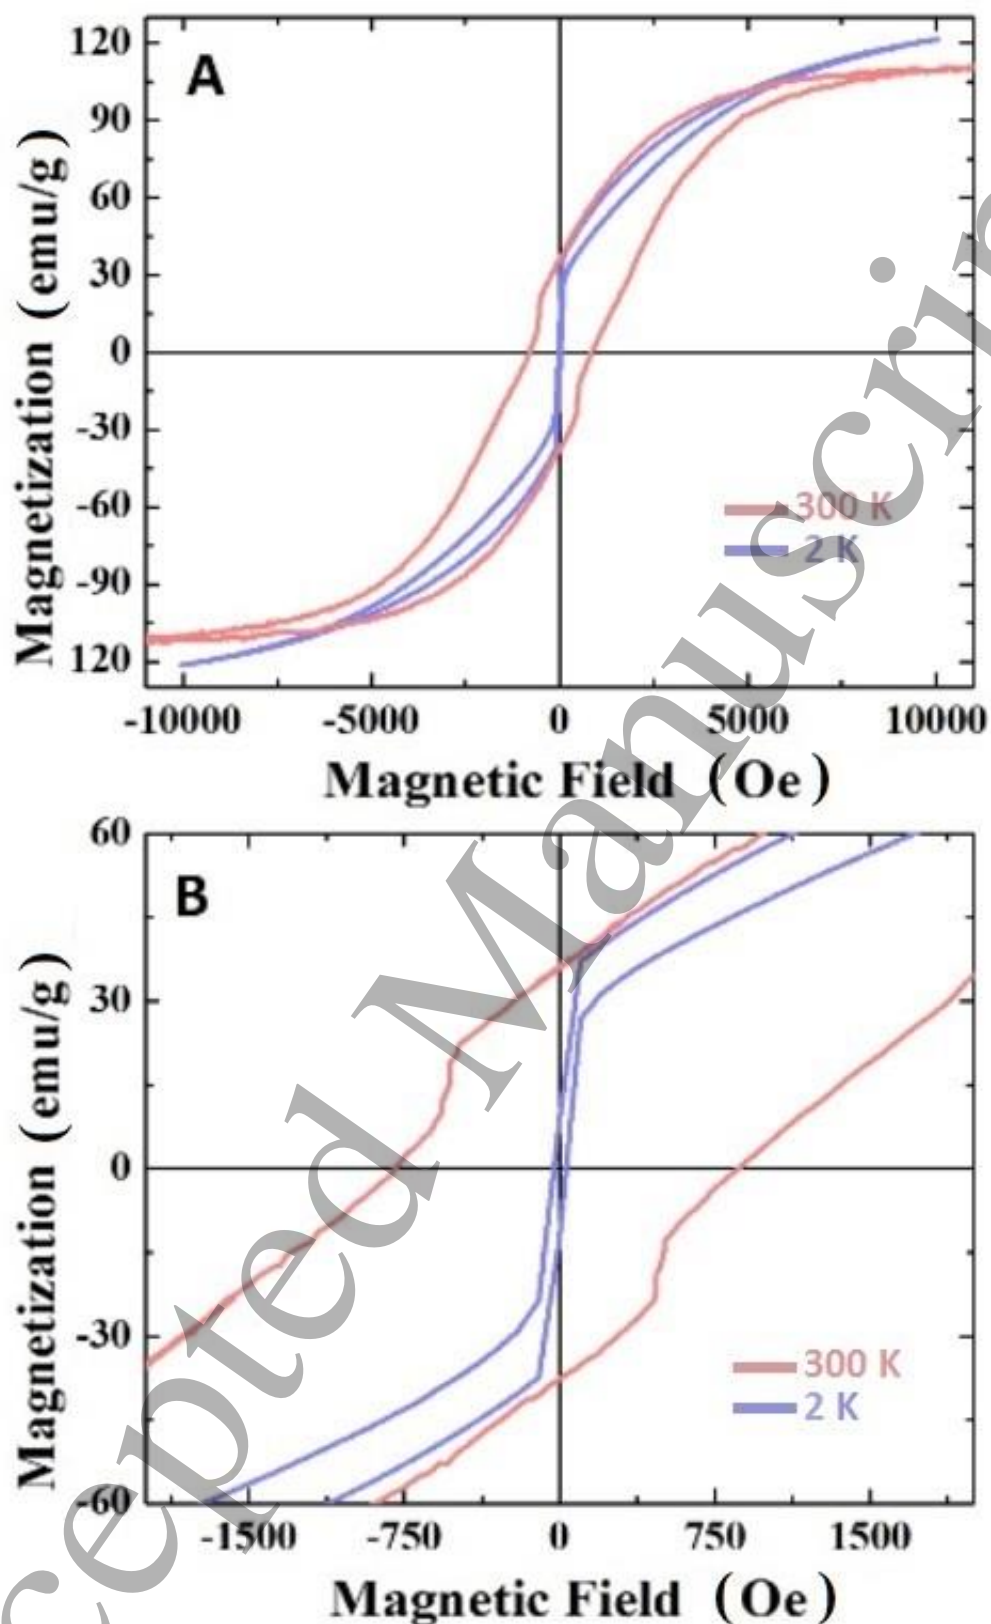 120
A
90
60
30
0
-30
-60
-90
120
300 K
2 K
-10000 -5000 0 5000 10000
Magnetization (emu/g)
Magnetic Field (Oe)
60
B
30
0
-30
-60
300 K
2 K
-1500 -750 0 750 1500
Magnetization (emu/g)
Magnetic Field (Oe)
cepted Manuscrip